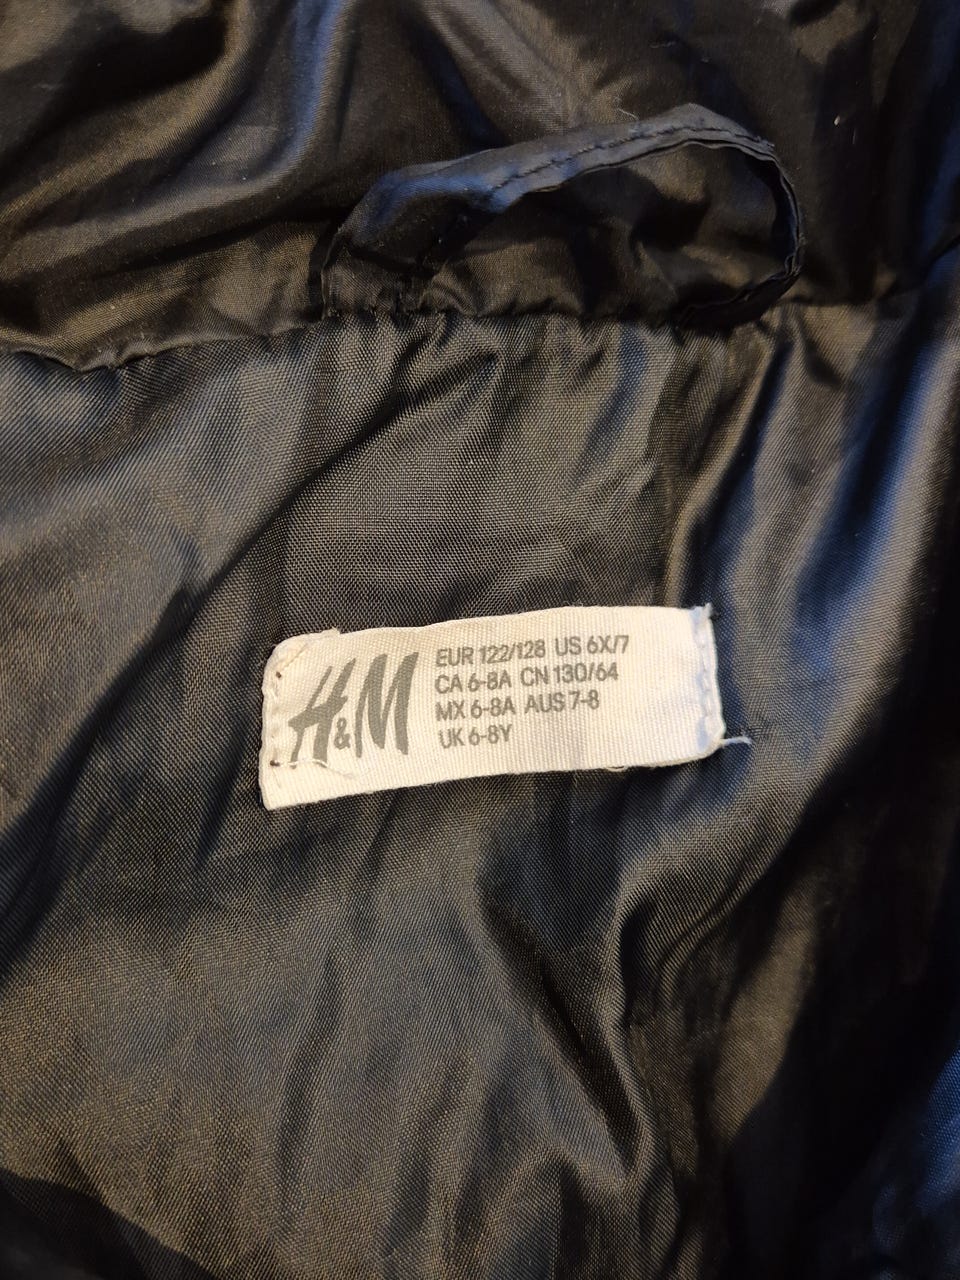 H&M
EUR 122/128 US 6X/7
CA 6-8A CN 130/64
MX 6-8A AUS 7-8
UK 6-8Y